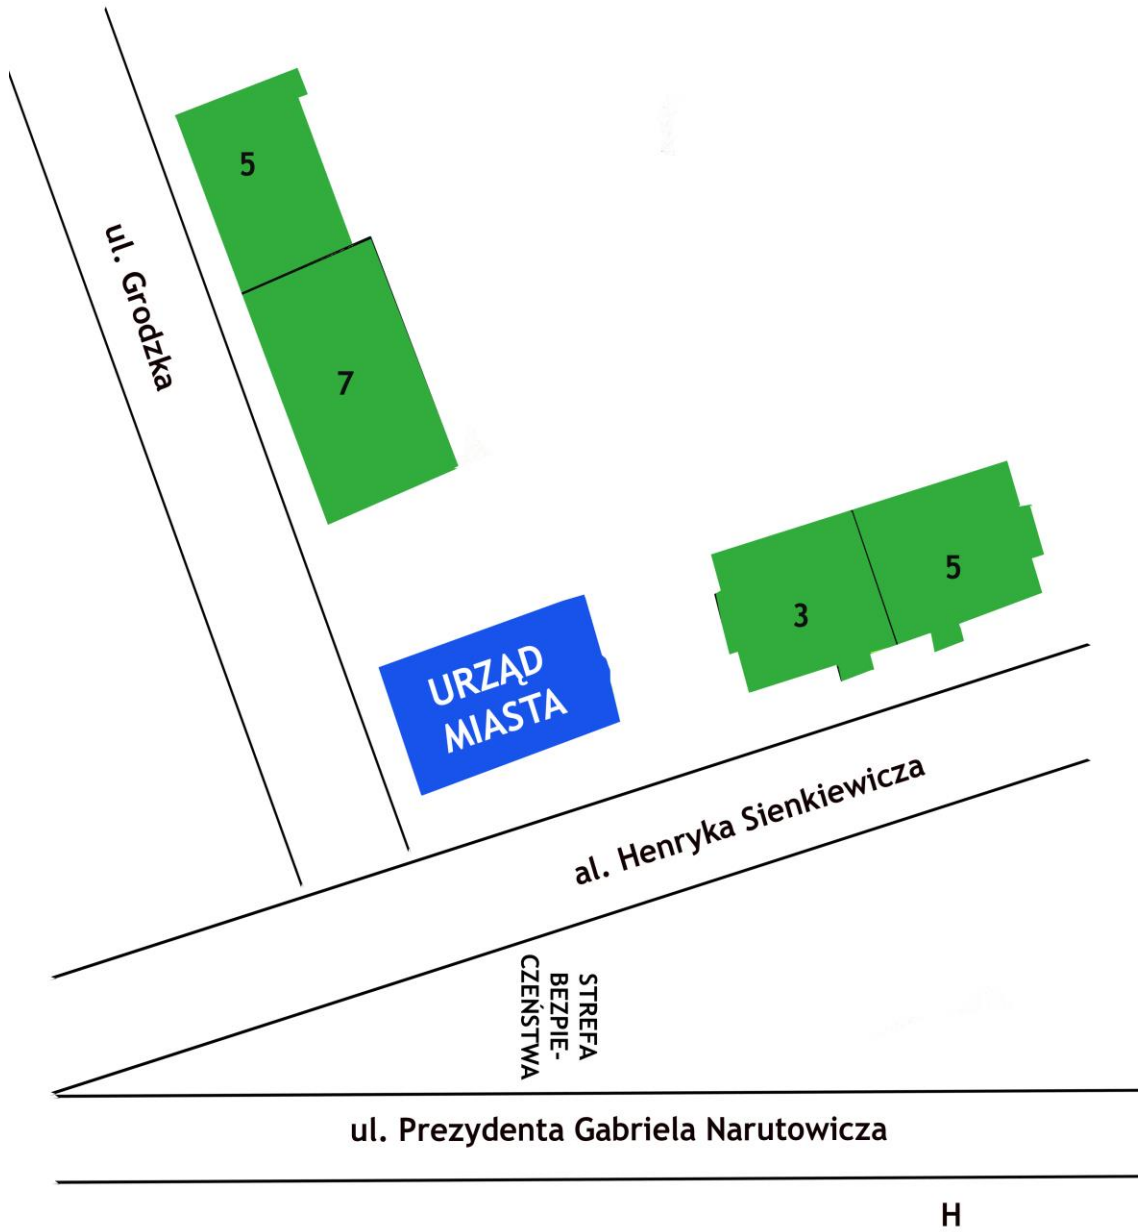 5
ul. Grodzka
7
5
3
URZĄD
MIASTA
al. Henryka Sienkiewicza
STREFA
BEZPIE-
CZEŃSTWA
ul. Prezydenta Gabriela Narutowicza
H